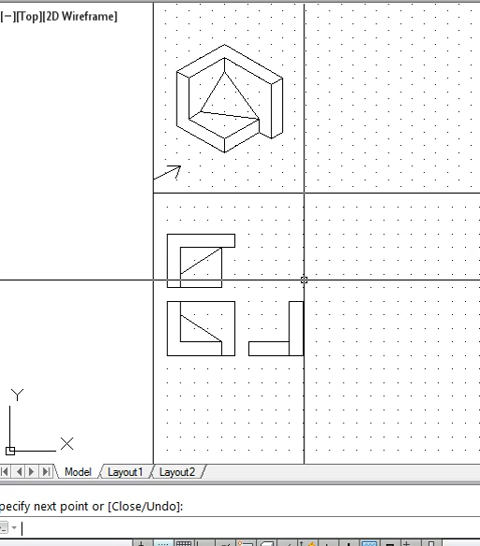 [−][Top][2D Wireframe]
Y
X
Model Layout1 Layout2
pecify next point or [Close/Undo]: